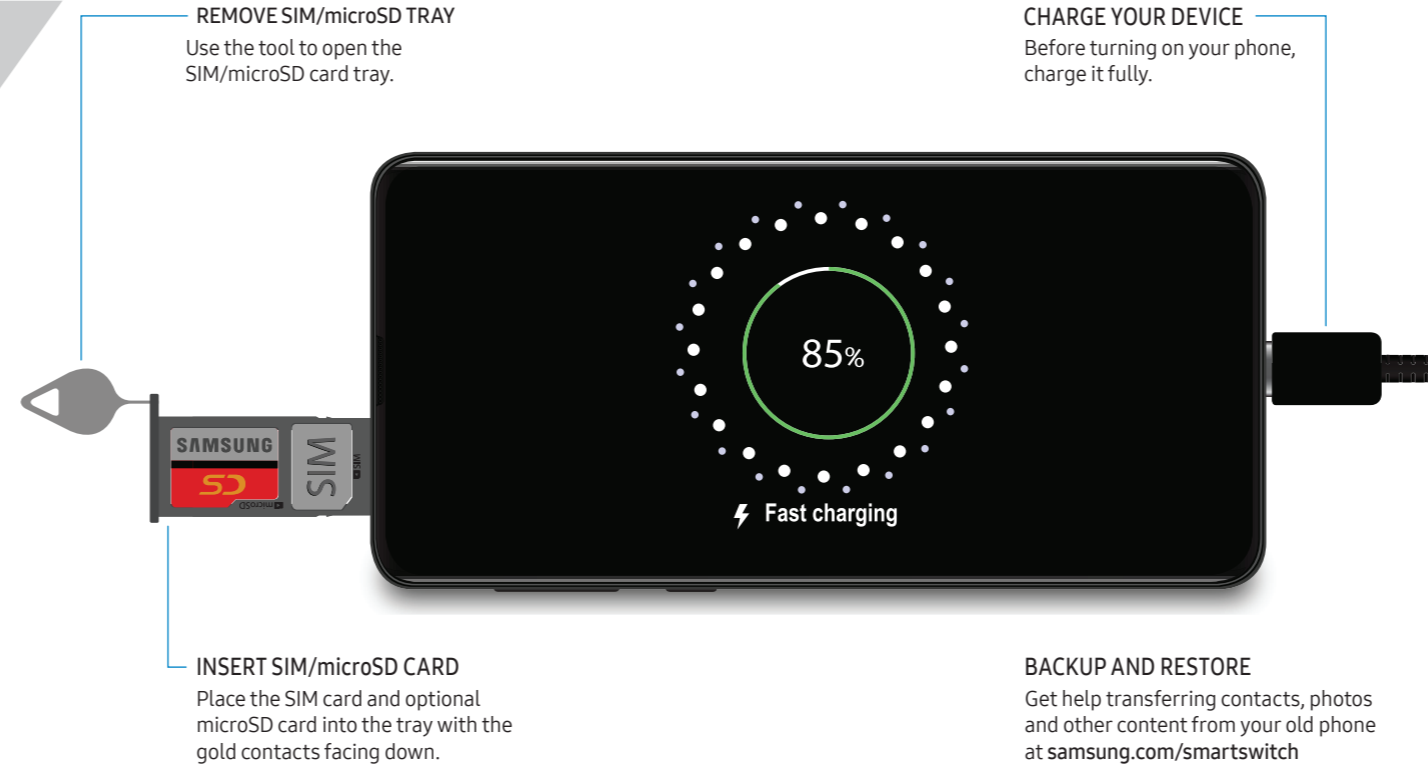 REMOVE SIM/microSD TRAY
Use the tool to open the
SIM/microSD card tray.
CHARGE YOUR DEVICE
Before turning on your phone,
charge it fully.
85%
Fast charging
SAMSUNG
SD
microSD
SIM
SIM
INSERT SIM/microSD CARD
Place the SIM card and optional
microSD card into the tray with the
gold contacts facing down.
BACKUP AND RESTORE
Get help transferring contacts, photos
and other content from your old phone
at samsung.com/smartswitch